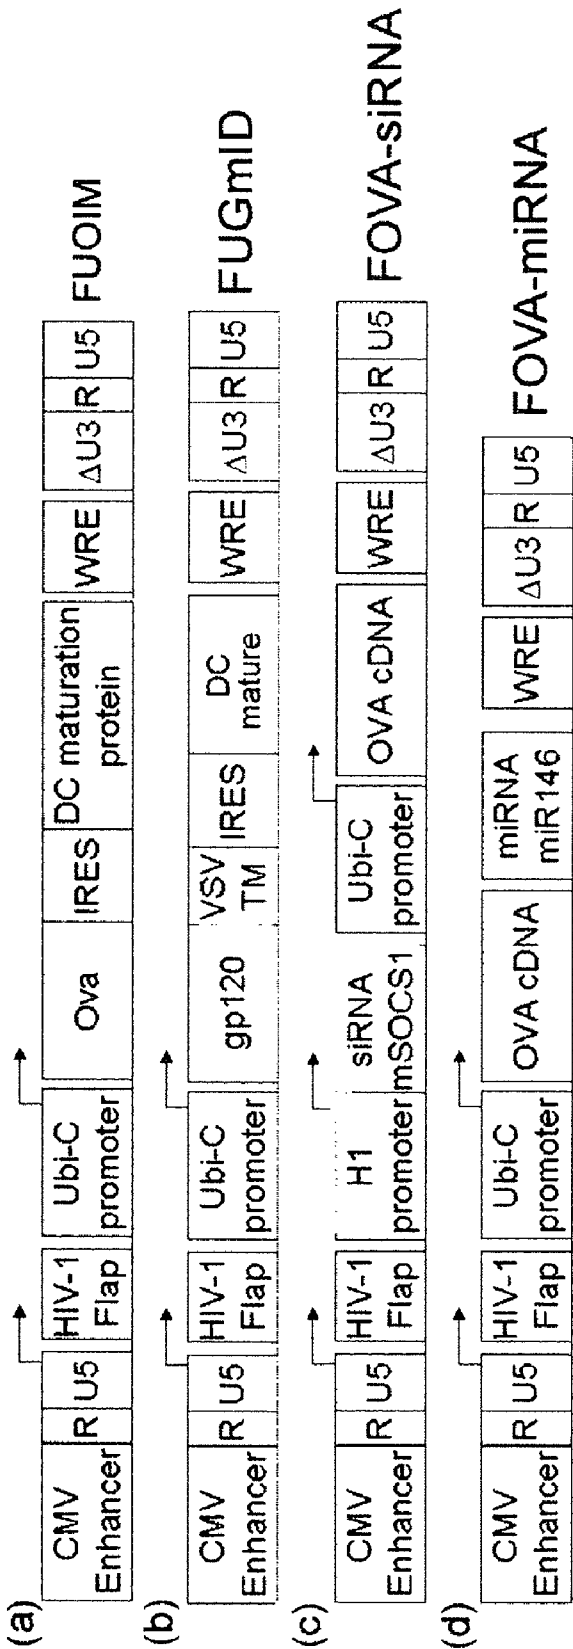 (a)
CMV
Enhancer
R
U5
HIV-1
Flap
Ubi-C
promoter
Ova
IRES
DC maturation
protein
WRE
ΔU3
R
U5
FUOIM
(b)
CMV
Enhancer
R
U5
HIV-1
Flap
Ubi-C
promoter
gp120
VSV
TM
IRES
DC
mature
WRE
ΔU3
R
U5
FUGmID
(c)
CMV
Enhancer
R
U5
HIV-1
Flap
H1
promoter
siRNA
mSOCS1
Ubi-C
promoter
OVA cDNA
WRE
ΔU3
R
U5
FOVA-siRNA
(d)
CMV
Enhancer
R
U5
HIV-1
Flap
Ubi-C
promoter
OVA cDNA
miRNA
miR146
WRE
ΔU3
R
U5
FOVA-miRNA